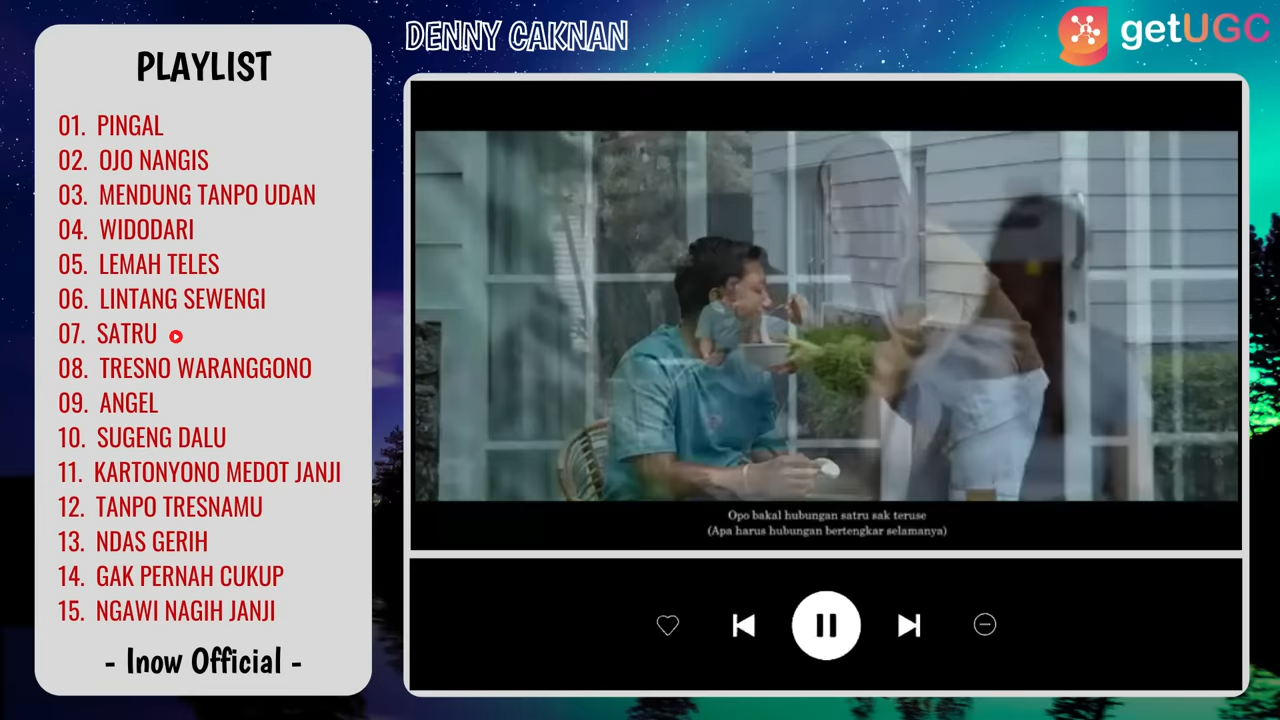 PLAYLIST
01. PINGAL
02. OJO NANGIS
03. MENDUNG TANPO UDAN
04. WIDODARI
05. LEMAH TELES
06. LINTANG SEWENGI
07. SATRU
08. TRESNO WARANGGONO
09. ANGEL
10. SUGENG DALU
11. KARTONYONO MEDOT JANJI
12. TANPO TRESNAMU
13. NDAS GERIH
14. GAK PERNAH CUKUP
15. NGAWI NAGIH JANJI
- Inow Official -
DENNY CAKNAN
getUGC
Opo bakal hubungan satru sak teruse
(Apa harus hubungan bertengkar selamanya)